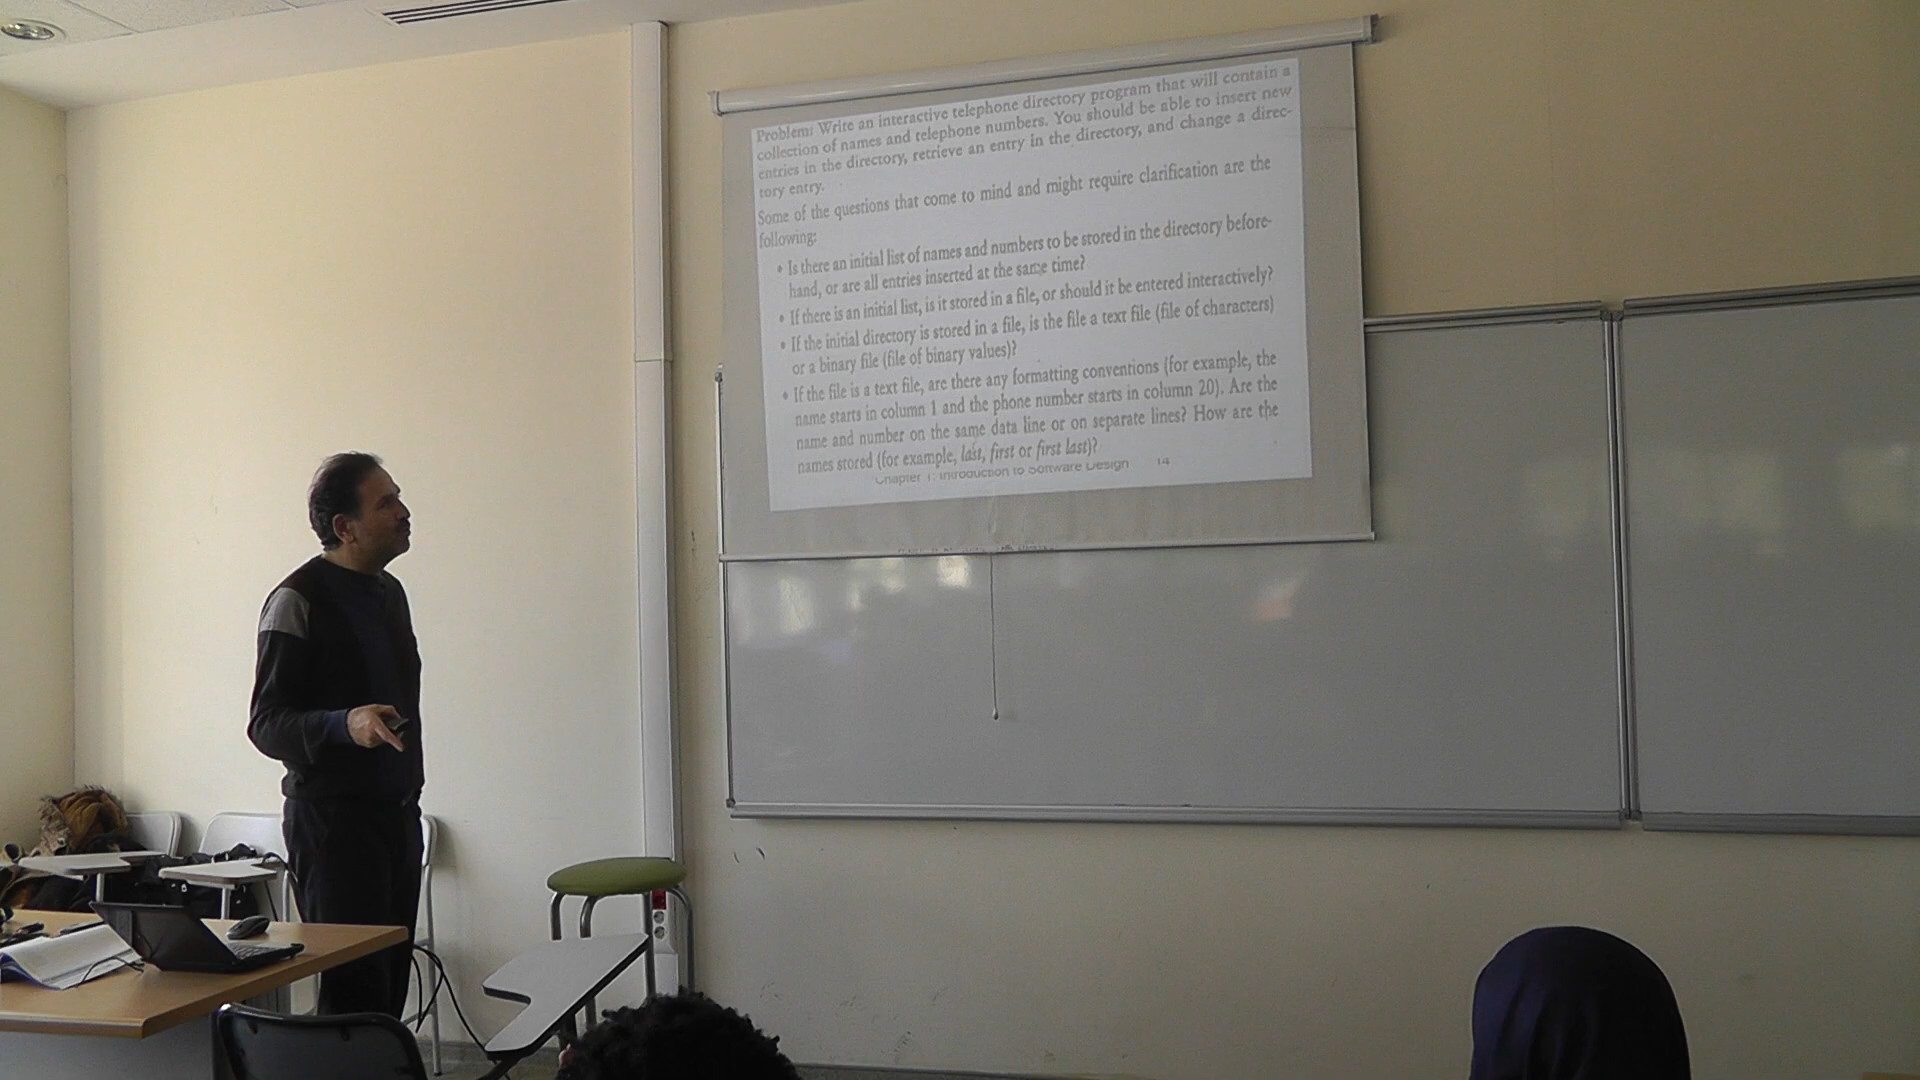 Problem: Write an interactive telephone directory program that will contain a
collection of names and telephone numbers. You should be able to insert new
entries in the directory, retrieve an entry in the directory, and change a direc-
tory entry.
Some of the questions that come to mind and might require clarification are the
following:
• Is there an initial list of names and numbers to be stored in the directory before-
hand, or are all entries inserted at the same time?
• If there is an initial list, is it stored in a file, or should it be entered interactively?
• If the initial directory is stored in a file, is the file a text file (file of characters)
or a binary file (file of binary values)?
• If the file is a text file, are there any formatting conventions (for example, the
name starts in column 1 and the phone number starts in column 20). Are the
name and number on the same data line or on separate lines? How are the
names stored (for example, last, first or first last)?
Chapter 1: Introduction to Software Design 14